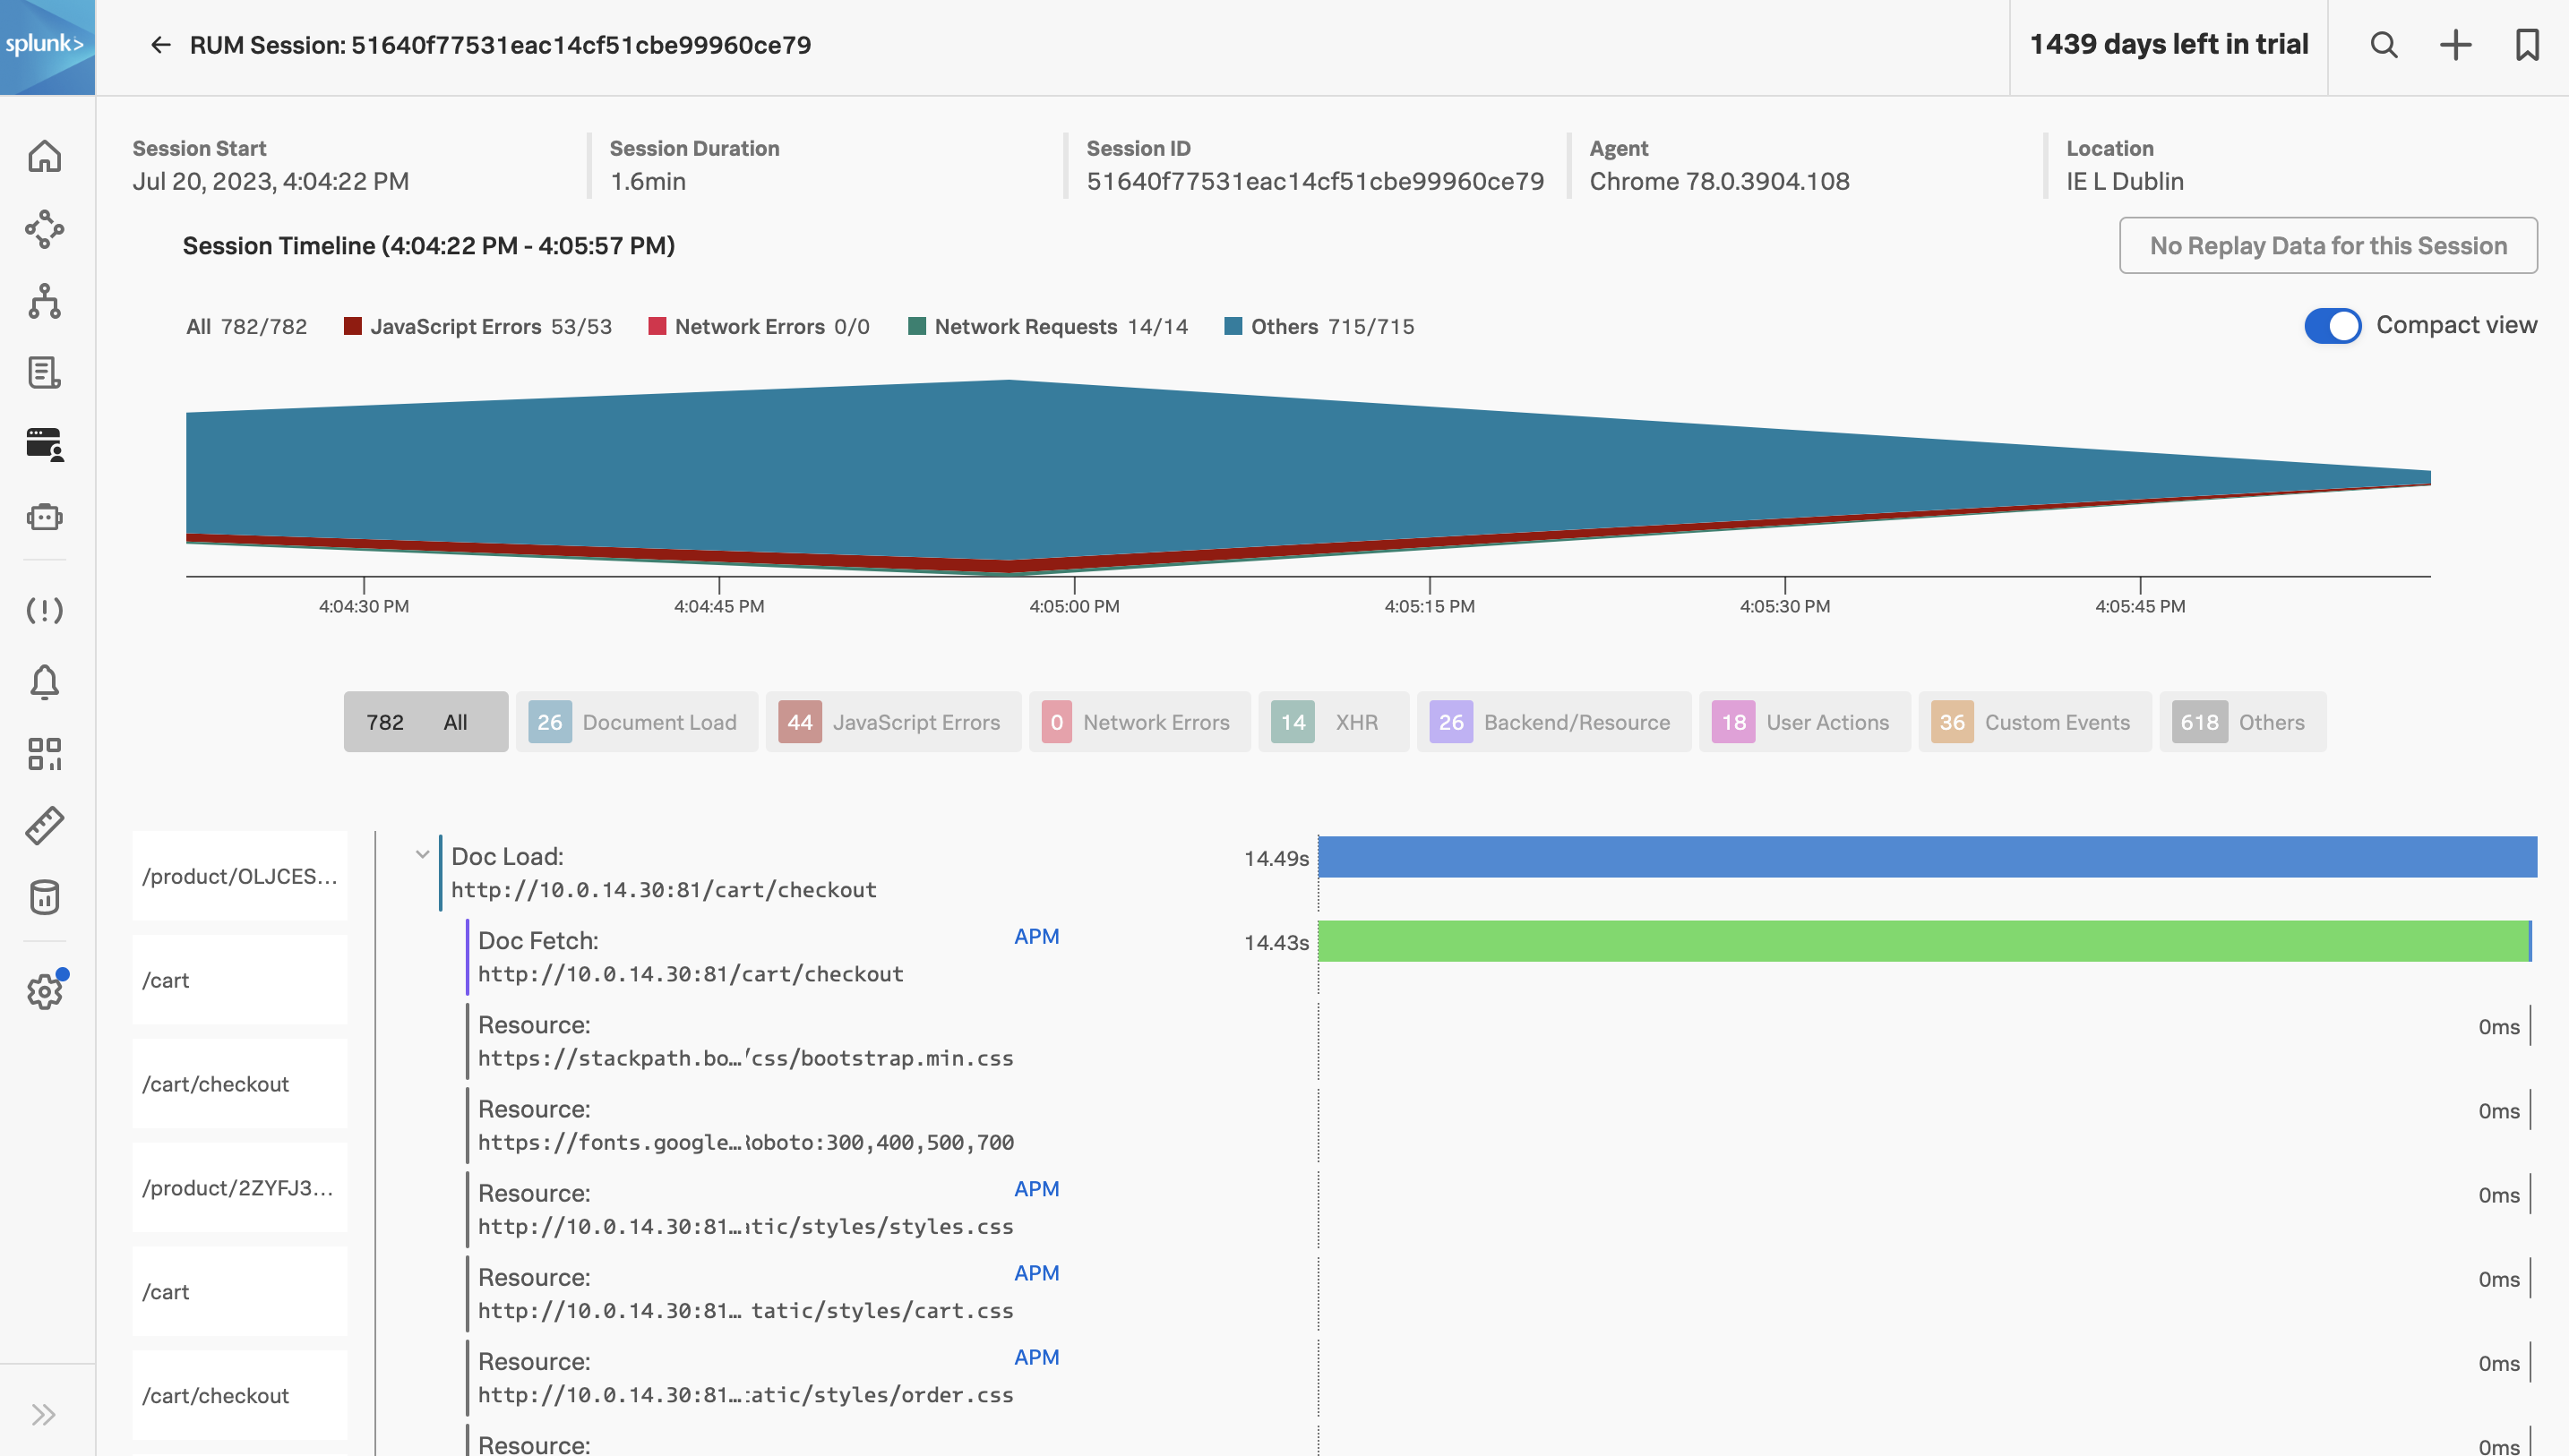 splunk>
RUM Session: 51640f77531eac14cf51cbe99960ce79
1439 days left in trial
Session Start
Jul 20, 2023, 4:04:22 PM
Session Duration
1.6min
Session ID
51640f77531eac14cf51cbe99960ce79
Agent
Chrome 78.0.3904.108
Location
IE L Dublin
Session Timeline (4:04:22 PM - 4:05:57 PM)
No Replay Data for this Session
All 782/782 JavaScript Errors 53/53 Network Errors 0/0 Network Requests 14/14 Others 715/715
Compact view
4:04:30 PM 4:04:45 PM 4:05:00 PM 4:05:15 PM 4:05:30 PM 4:05:45 PM
782 All 26 Document Load 44 JavaScript Errors 0 Network Errors 14 XHR 26 Backend/Resource 18 User Actions 36 Custom Events 618 Others
/product/OLJCES...
/cart
/cart/checkout
/product/2ZYFJ3...
/cart
/cart/checkout
Doc Load:
http://10.0.14.30:81/cart/checkout
14.49s
Doc Fetch:
APM
http://10.0.14.30:81/cart/checkout
14.43s
Resource:
https://stackpath.bo…/css/bootstrap.min.css
0ms
Resource:
https://fonts.google…Roboto:300,400,500,700
0ms
Resource:
APM
http://10.0.14.30:81…atic/styles/styles.css
0ms
Resource:
APM
http://10.0.14.30:81… tatic/styles/cart.css
0ms
Resource:
APM
http://10.0.14.30:81…tatic/styles/order.css
0ms
Resource:
0ms